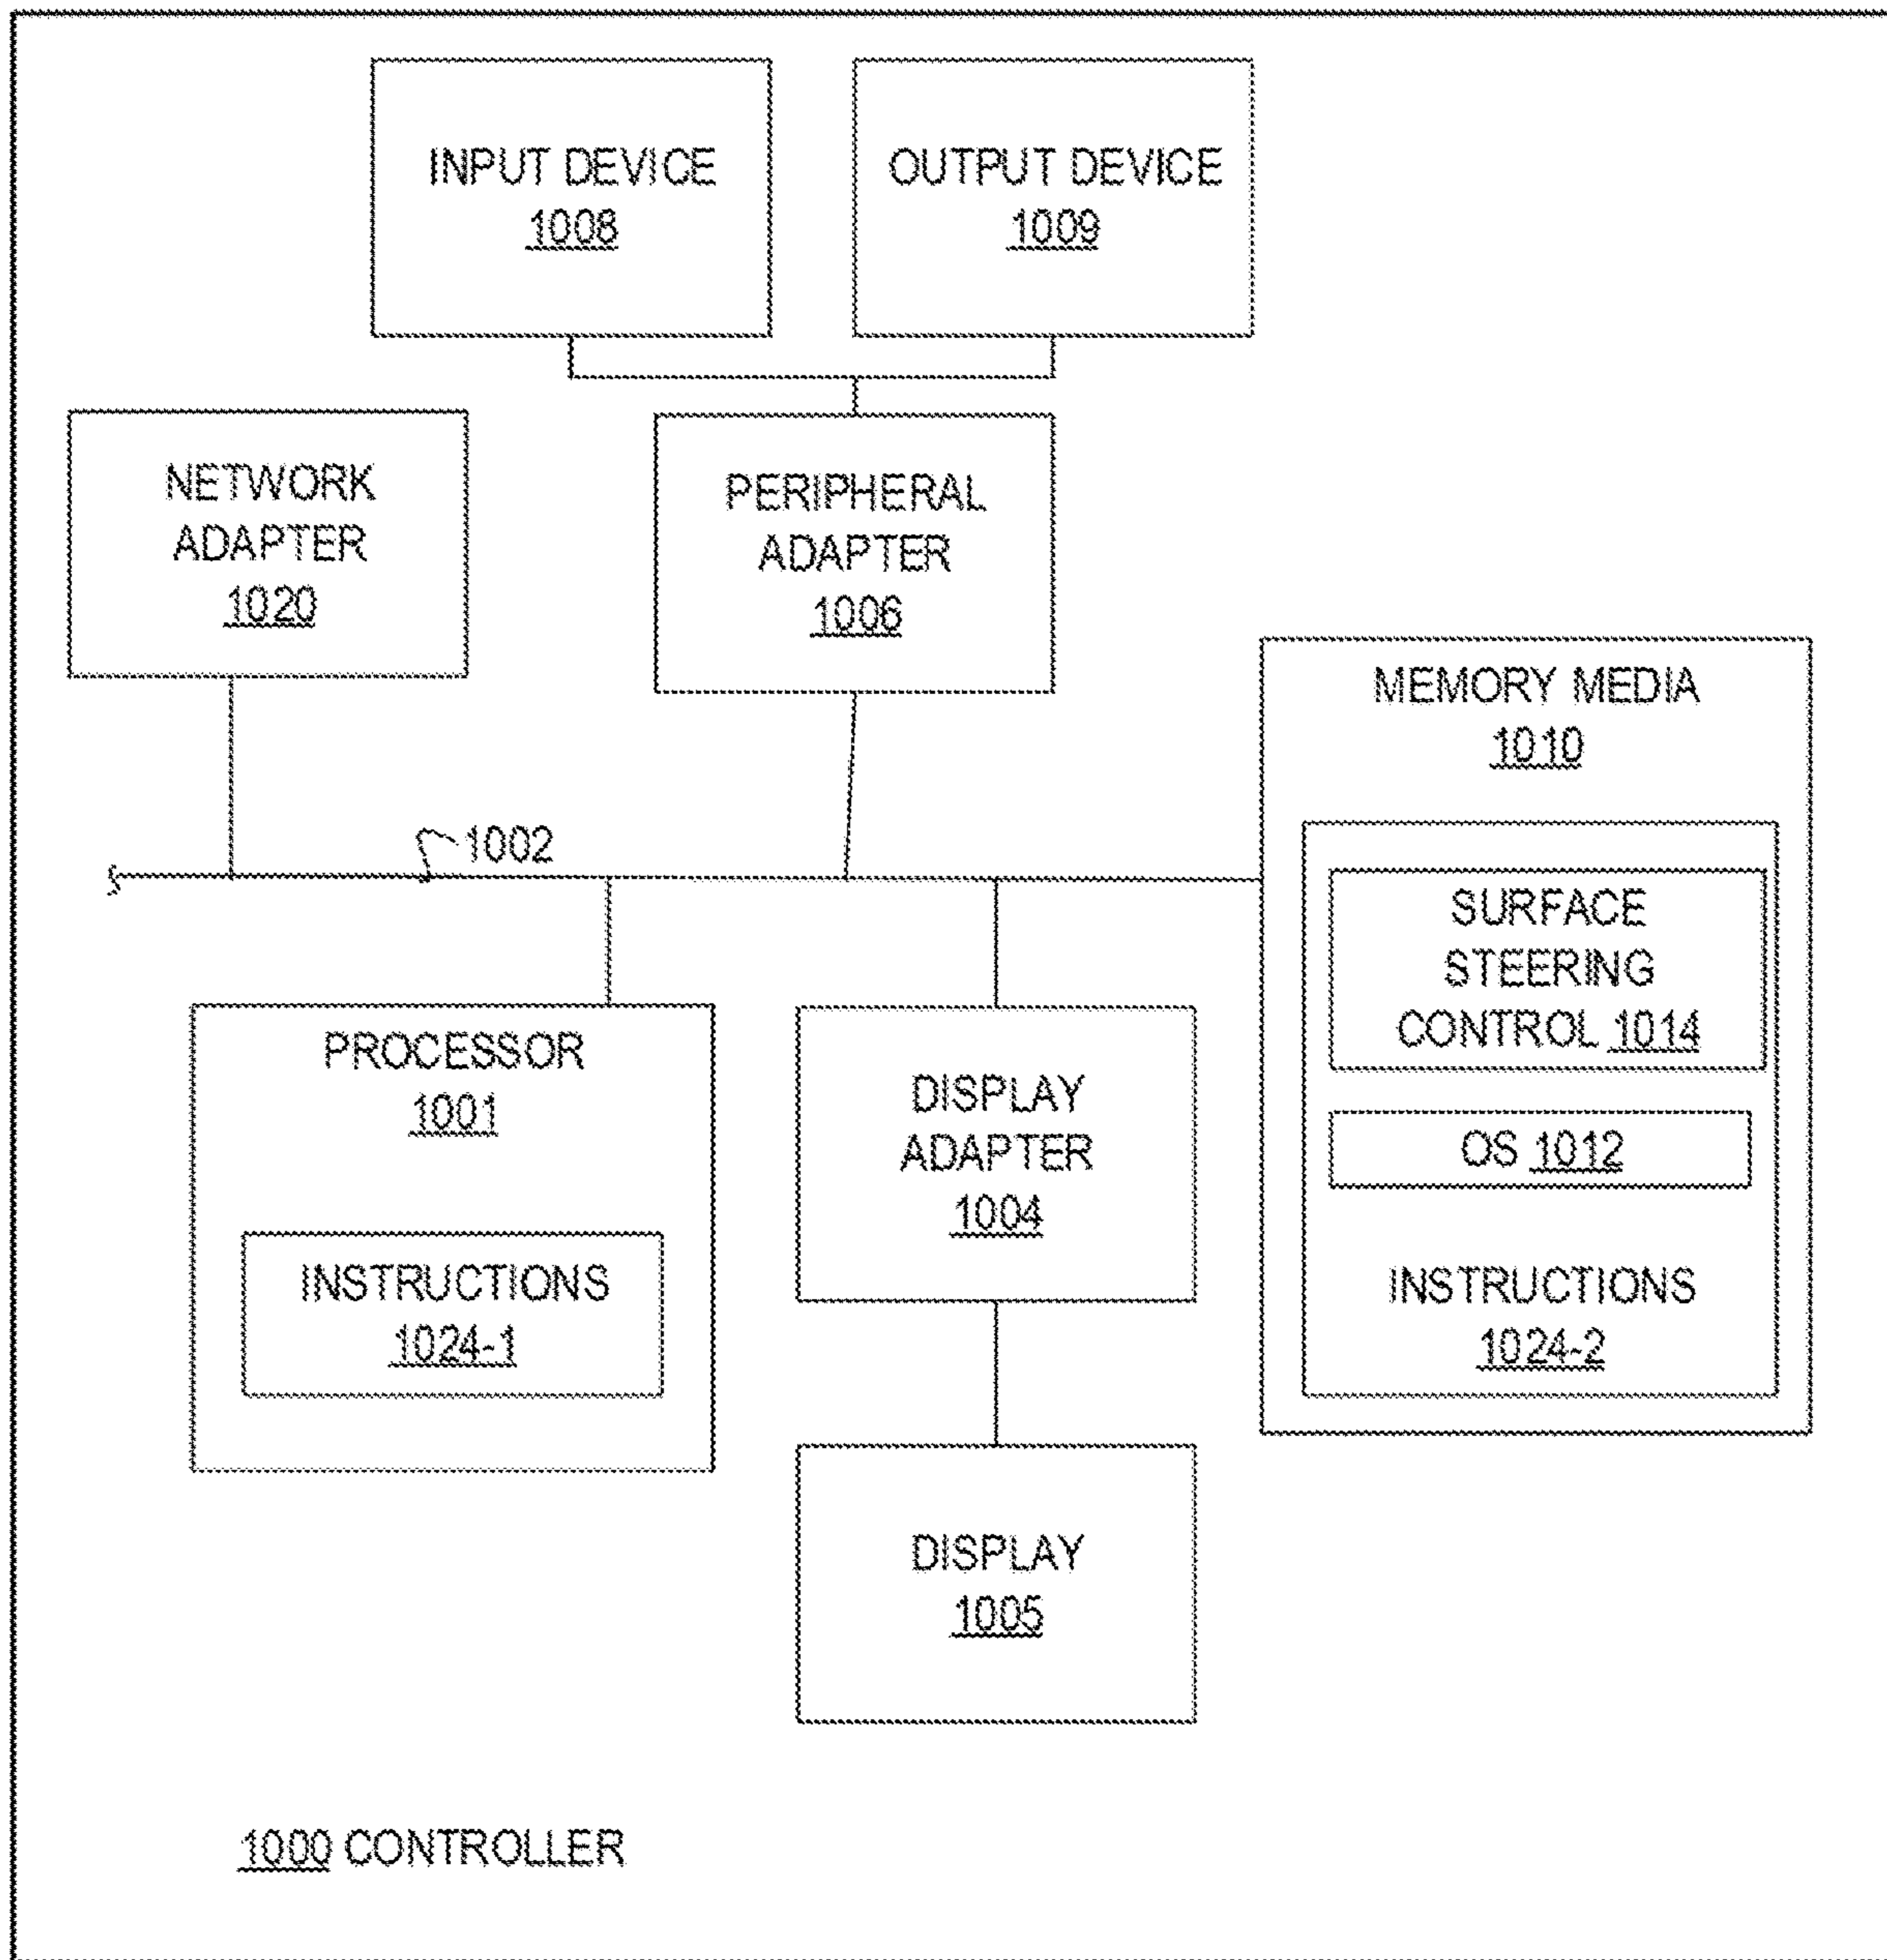 INPUT DEVICE
1008
OUTPUT DEVICE
1009
NETWORK
ADAPTER
1020
PERIPHERAL
ADAPTER
1006
MEMORY MEDIA
1010
1002
SURFACE
STEERING
CONTROL 1014
OS 1012
INSTRUCTIONS
1024-2
PROCESSOR
1001
INSTRUCTIONS
1024-1
DISPLAY
ADAPTER
1004
DISPLAY
1005
1000 CONTROLLER